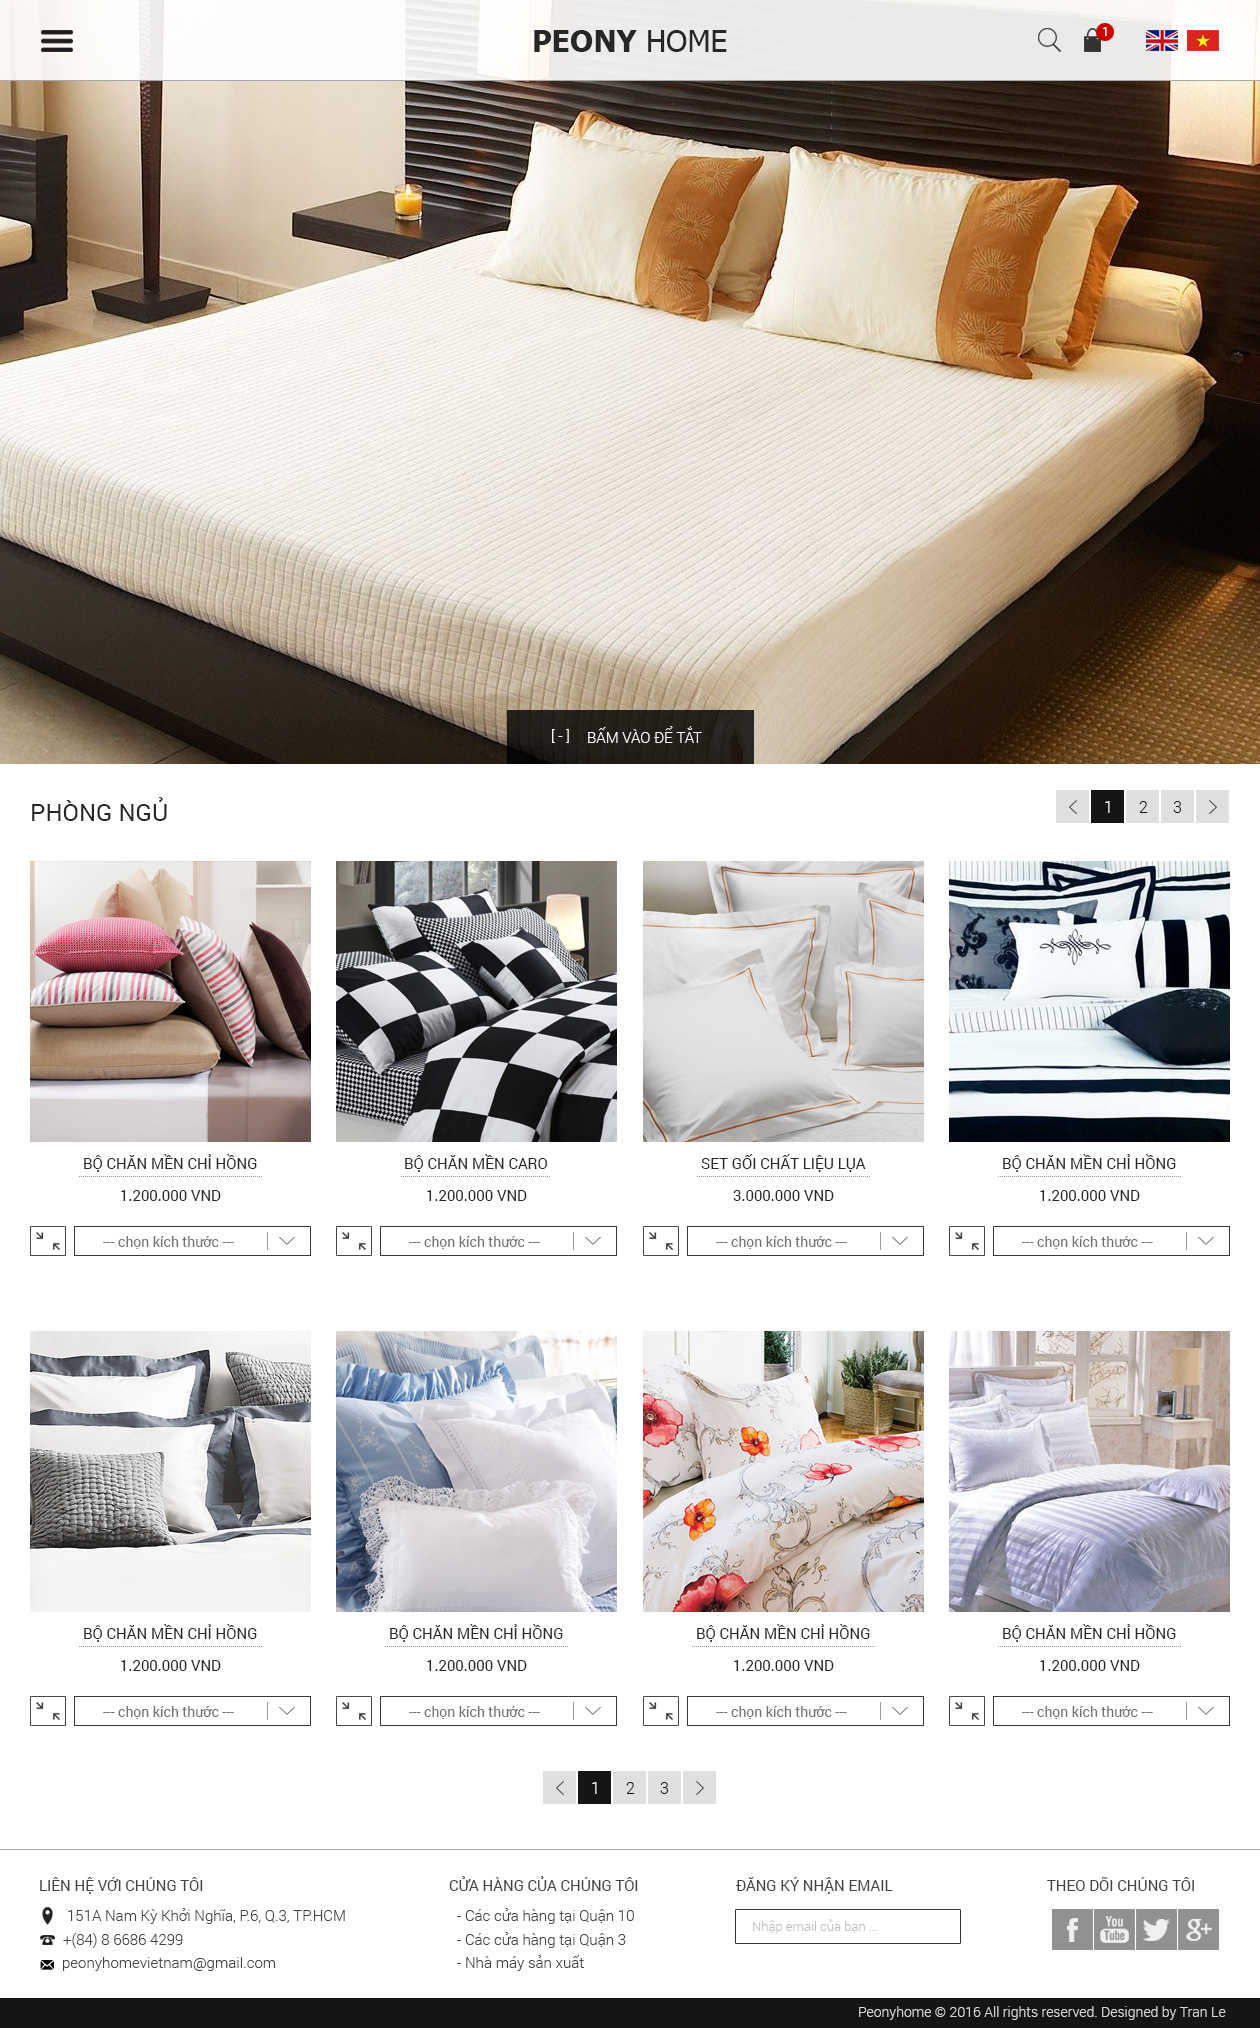 PEONY HOME
1
[-] BẤM VÀO ĐỂ TẮT
PHÒNG NGỦ
1 2 3
BỘ CHĂN MỀN CHỈ HỒNG
1.200.000 VND
--- chọn kích thước ---
BỘ CHĂN MỀN CARO
1.200.000 VND
--- chọn kích thước ---
SET GỐI CHẤT LIỆU LỤA
3.000.000 VND
--- chọn kích thước ---
BỘ CHĂN MỀN CHỈ HỒNG
1.200.000 VND
--- chọn kích thước ---
BỘ CHĂN MỀN CHỈ HỒNG
1.200.000 VND
--- chọn kích thước ---
BỘ CHĂN MỀN CHỈ HỒNG
1.200.000 VND
--- chọn kích thước ---
BỘ CHĂN MỀN CHỈ HỒNG
1.200.000 VND
--- chọn kích thước ---
BỘ CHĂN MỀN CHỈ HỒNG
1.200.000 VND
--- chọn kích thước ---
1 2 3
LIÊN HỆ VỚI CHÚNG TÔI
151A Nam Kỳ Khởi Nghĩa, P.6, Q.3, TP.HCM
+(84) 8 6686 4299
peonyhomevietnam@gmail.com
CỬA HÀNG CỦA CHÚNG TÔI
- Các cửa hàng tại Quận 10
- Các cửa hàng tại Quận 3
- Nhà máy sản xuất
ĐĂNG KÝ NHẬN EMAIL
Nhập email của bạn ...
THEO DÕI CHÚNG TÔI
f You Tube g+
Peonyhome © 2016 All rights reserved. Designed by Tran Le